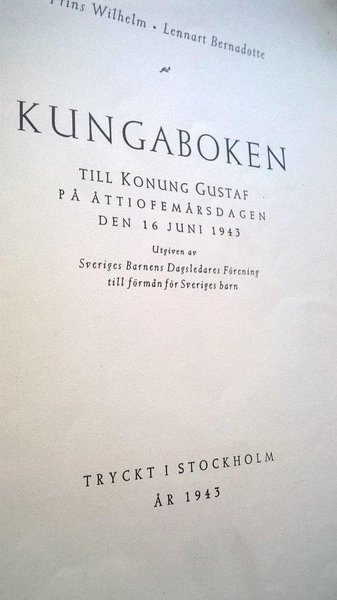 Prins Wilhelm · Lennart Bernadotte
KUNGABOKEN
TILL KONUNG GUSTAF
PÅ ÅTTIOFEMÅRSDAGEN
DEN 16 JUNI 1943
Utgiven av
Sveriges Barnens Dagsledares Förening
till förmån för Sveriges barn
TRYCKT I STOCKHOLM
ÅR 1943